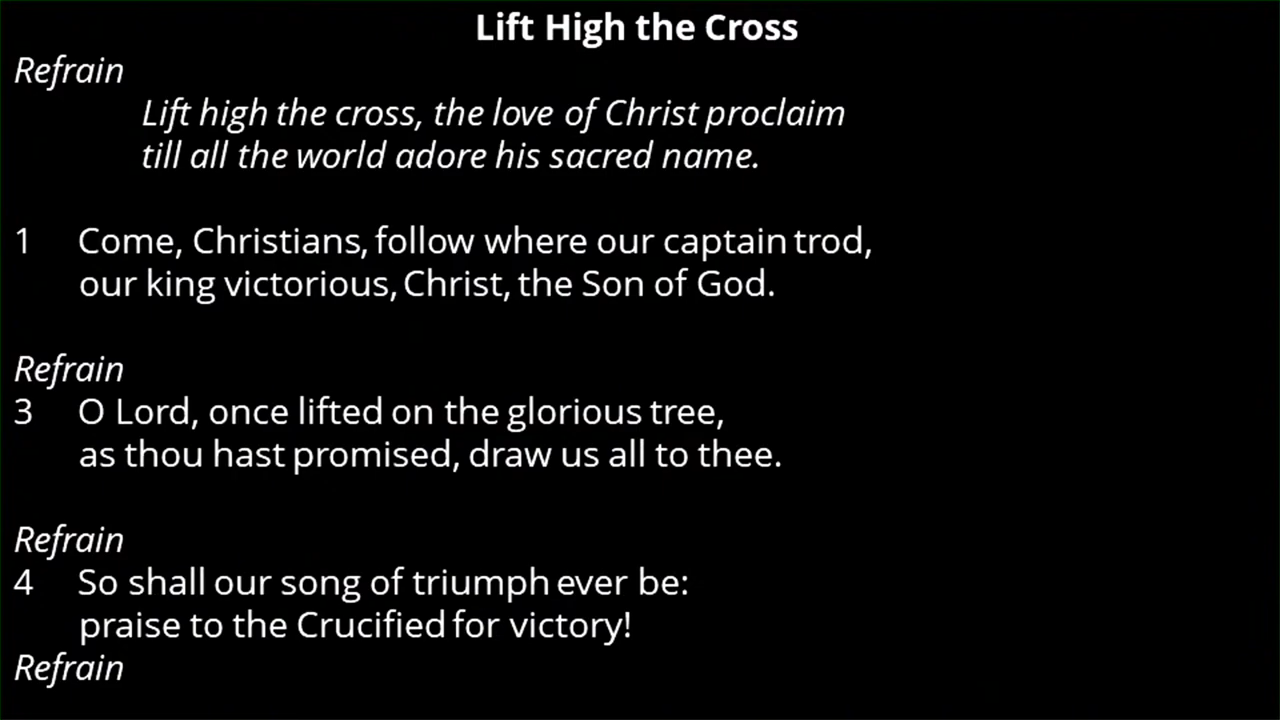 Lift High the Cross
Refrain
Lift high the cross, the love of Christ proclaim
till all the world adore his sacred name.
1 Come, Christians, follow where our captain trod,
our king victorious, Christ, the Son of God.
Refrain
3 O Lord, once lifted on the glorious tree,
as thou hast promised, draw us all to thee.
Refrain
4 So shall our song of triumph ever be:
praise to the Crucified for victory!
Refrain